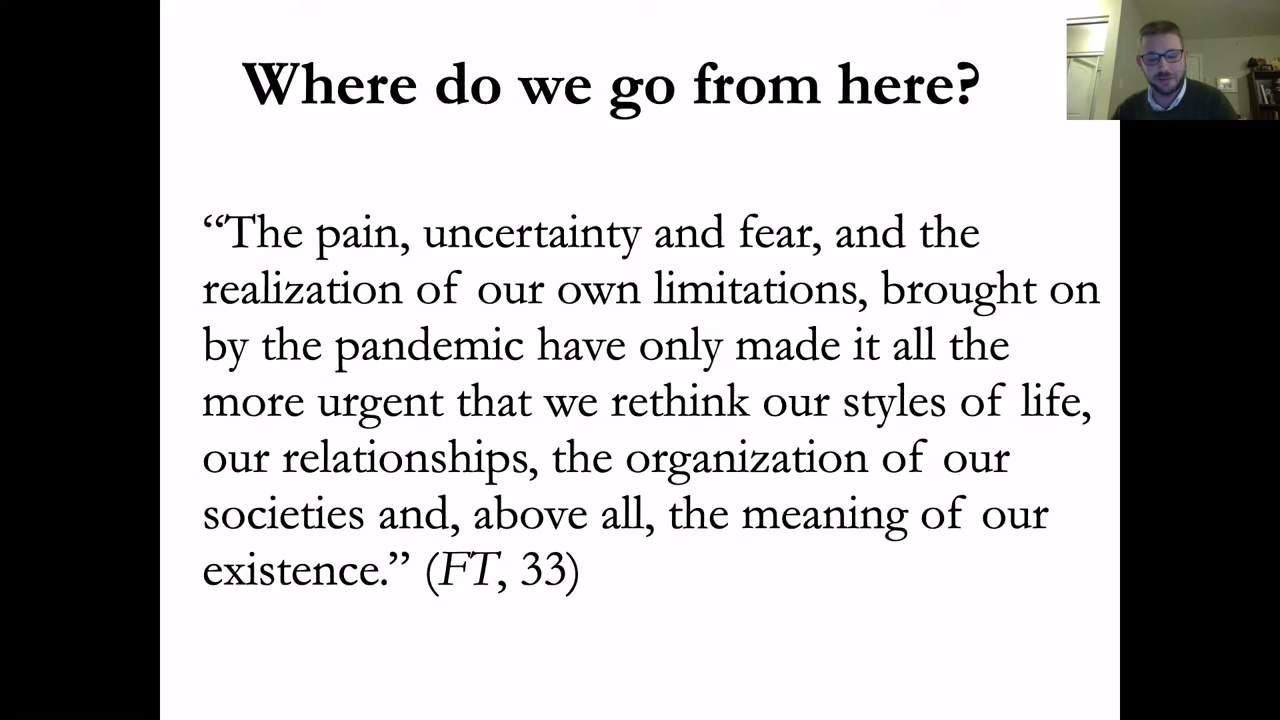 Where do we go from here?
“The pain, uncertainty and fear, and the
realization of our own limitations, brought on
by the pandemic have only made it all the
more urgent that we rethink our styles of life,
our relationships, the organization of our
societies and, above all, the meaning of our
existence.” (FT, 33)